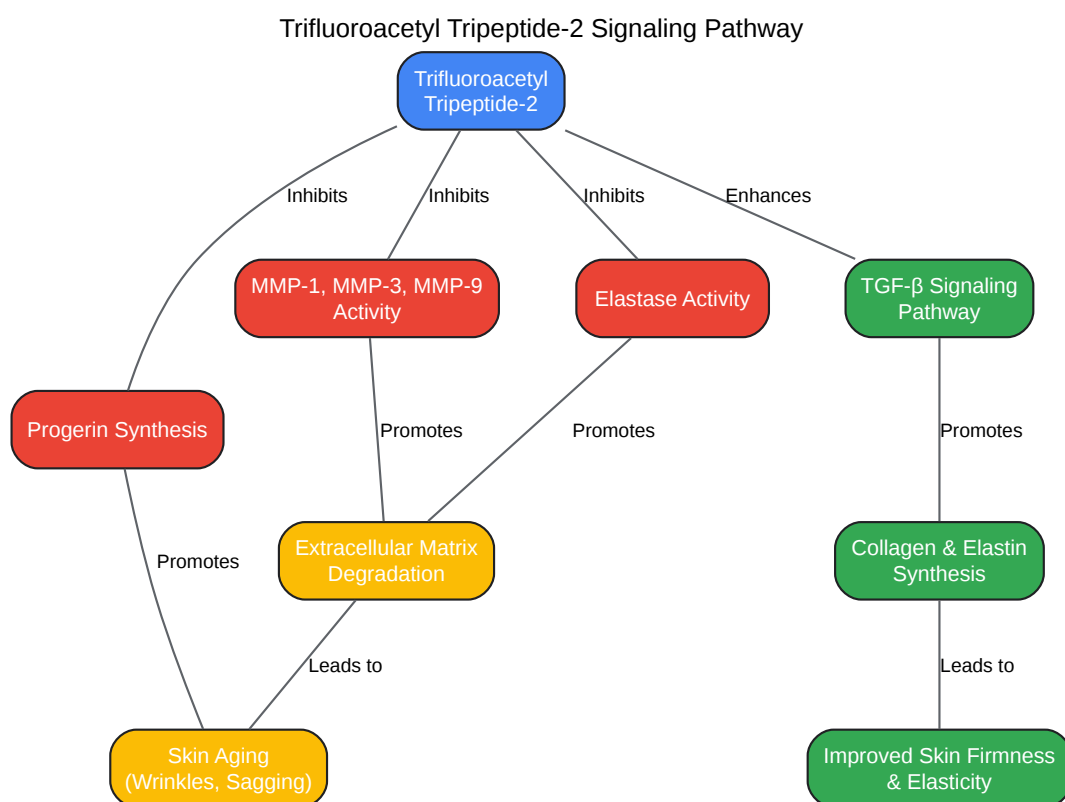 Trifluoroacetyl Tripeptide-2 Signaling Pathway
Trifluoroacetyl
Tripeptide-2
Inhibits
Inhibits
Inhibits
Enhances
MMP-1, MMP-3, MMP-9
Activity
Elastase Activity
TGF-β Signaling
Pathway
Progerin Synthesis
Promotes
Promotes
Promotes
Extracellular Matrix
Degradation
Collagen & Elastin
Synthesis
Promotes
Leads to
Leads to
Skin Aging
(Wrinkles, Sagging)
Improved Skin Firmness
& Elasticity